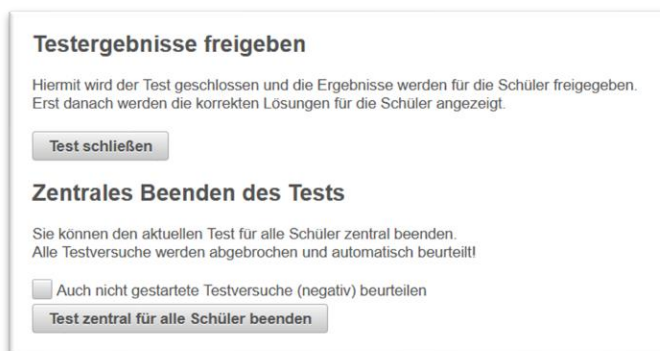 Testergebnisse freigeben
Hiermit wird der Test geschlossen und die Ergebnisse werden für die Schüler freigegeben.
Erst danach werden die korrekten Lösungen für die Schüler angezeigt.
Test schließen
Zentrales Beenden des Tests
Sie können den aktuellen Test für alle Schüler zentral beenden.
Alle Testversuche werden abgebrochen und automatisch beurteilt!
Auch nicht gestartete Testversuche (negativ) beurteilen
Test zentral für alle Schüler beenden